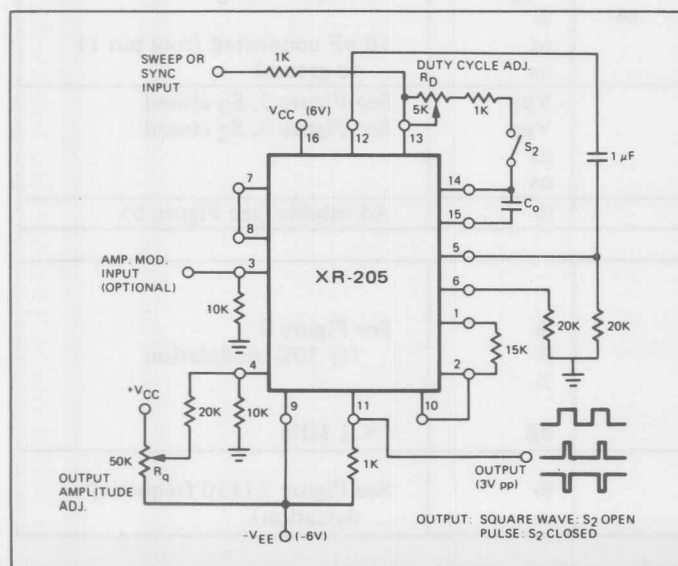 SWEEP OR
SYNC
INPUT
1K
DUTY CYCLE ADJ.
R_D
5K
1K
V_CC (6V)
16
12
13
S_2
1 μF
7
14
C_o
15
8
5
AMP. MOD.
INPUT
(OPTIONAL)
3
XR-205
6
10K
1
20K
20K
15K
4
2
+V_CC
9
11
10
20K
10K
50K
R_q
1K
OUTPUT
(3V pp)
OUTPUT
AMPLITUDE
ADJ.
-V_EE (-6V)
OUTPUT: SQUARE WAVE: S_2 OPEN
PULSE: S_2 CLOSED